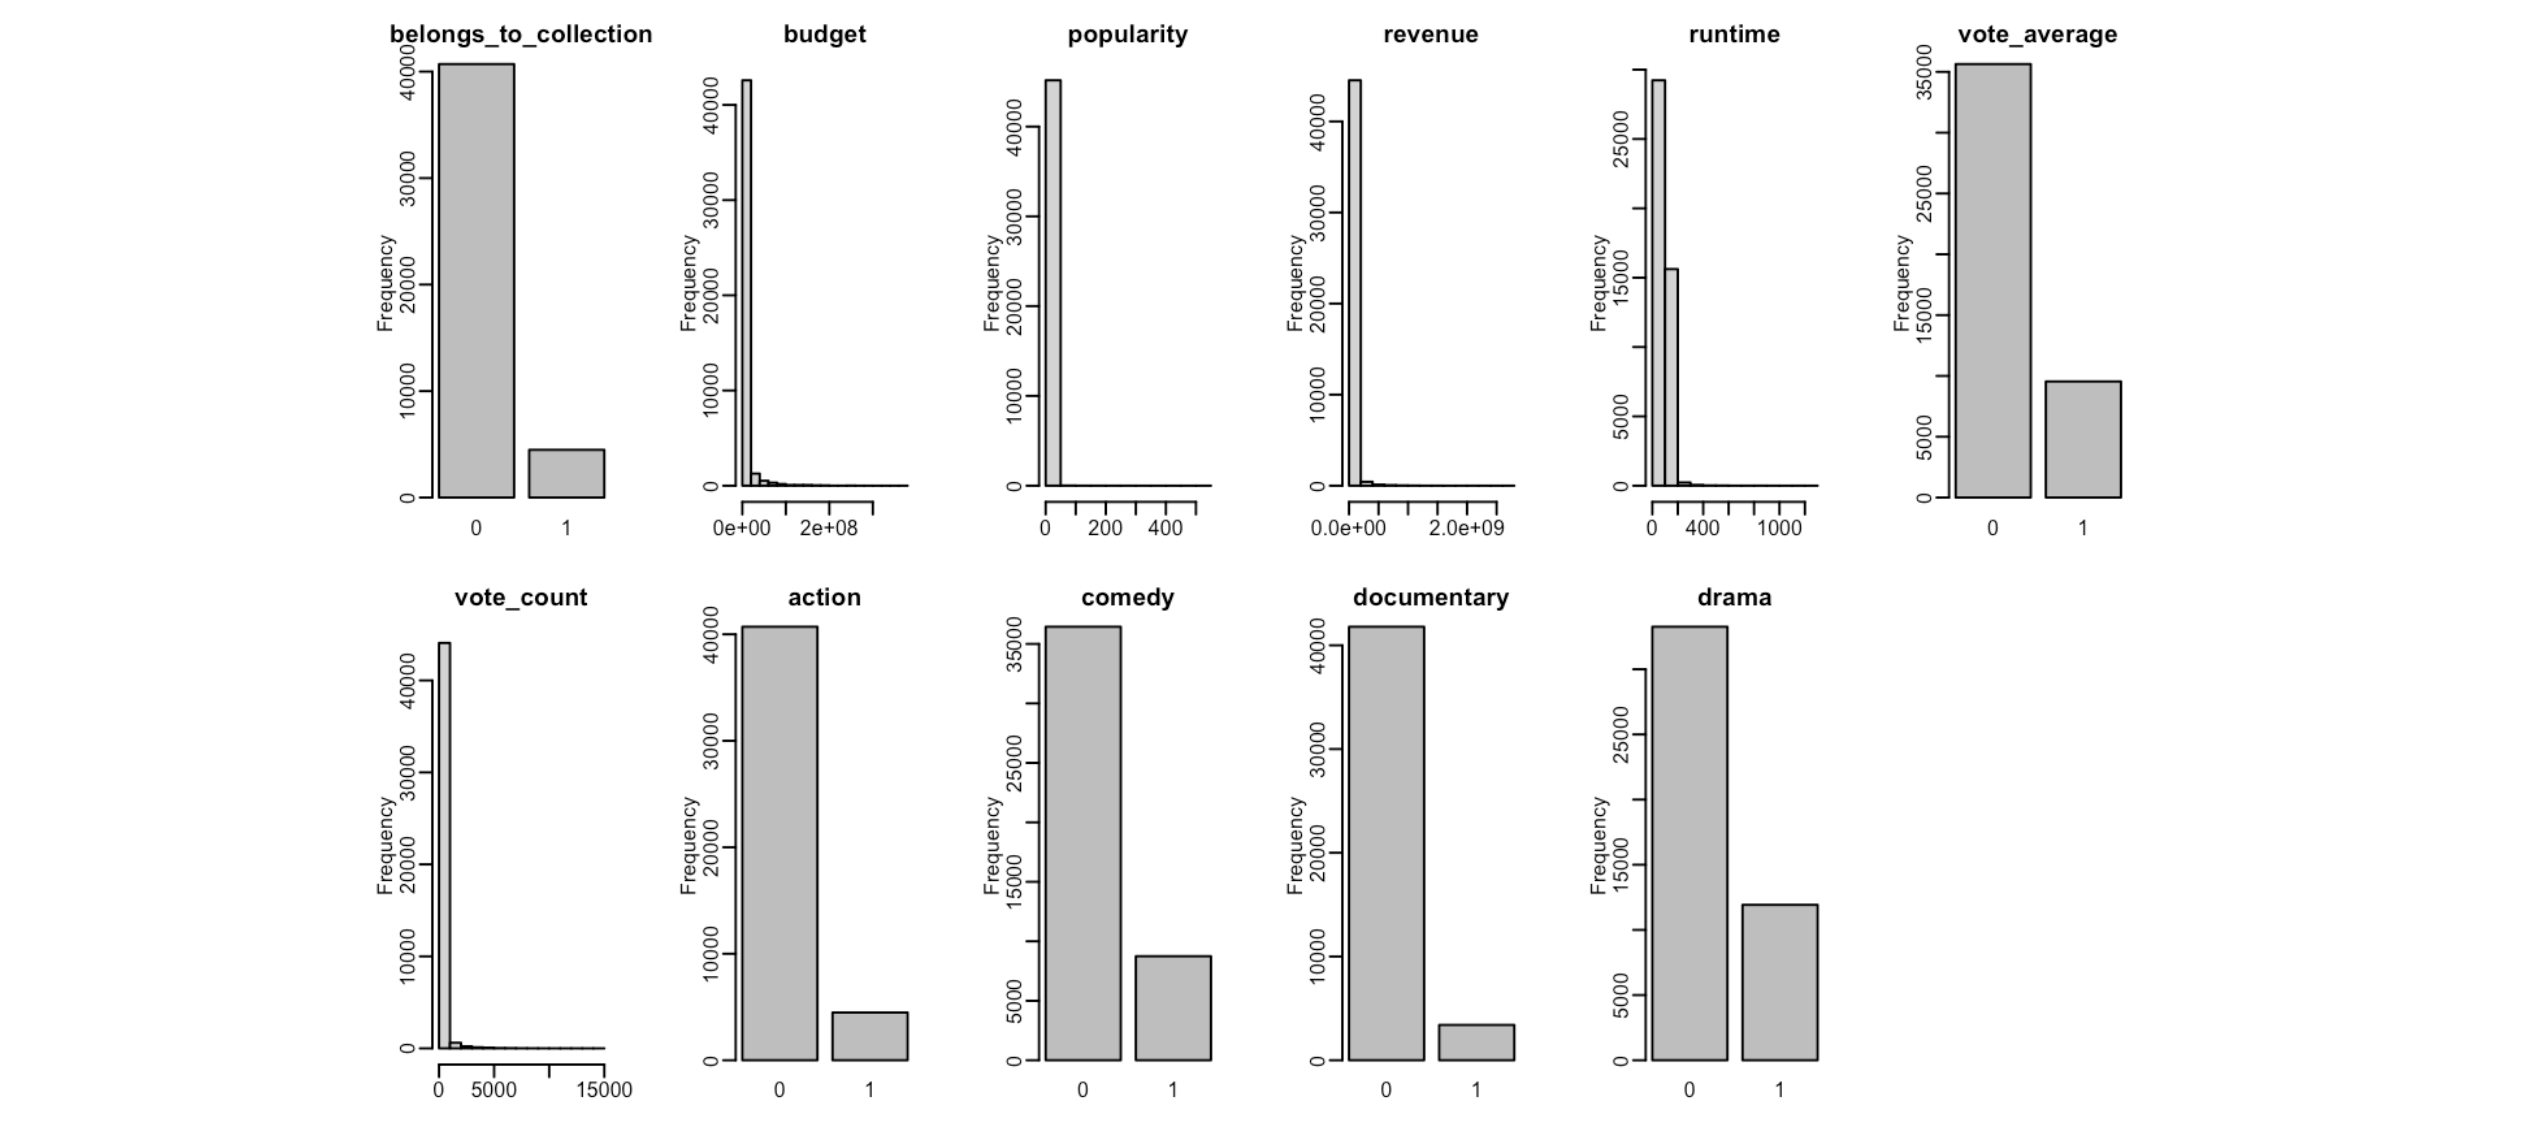 belongs_to_collection
Frequency
0 10000 20000 30000 40000
0 1
budget
Frequency
0 10000 20000 30000 40000
0e+00 2e+08
popularity
Frequency
0 10000 20000 30000 40000
0 200 400
revenue
Frequency
0 10000 20000 30000 40000
0.0e+00 2.0e+09
runtime
Frequency
0 5000 15000 25000
0 400 1000
vote_average
Frequency
0 5000 15000 25000 35000
0 1
vote_count
Frequency
0 10000 20000 30000 40000
0 5000 15000
action
Frequency
0 10000 20000 30000 40000
0 1
comedy
Frequency
0 5000 15000 25000 35000
0 1
documentary
Frequency
0 10000 20000 30000 40000
0 1
drama
Frequency
0 5000 15000 25000
0 1